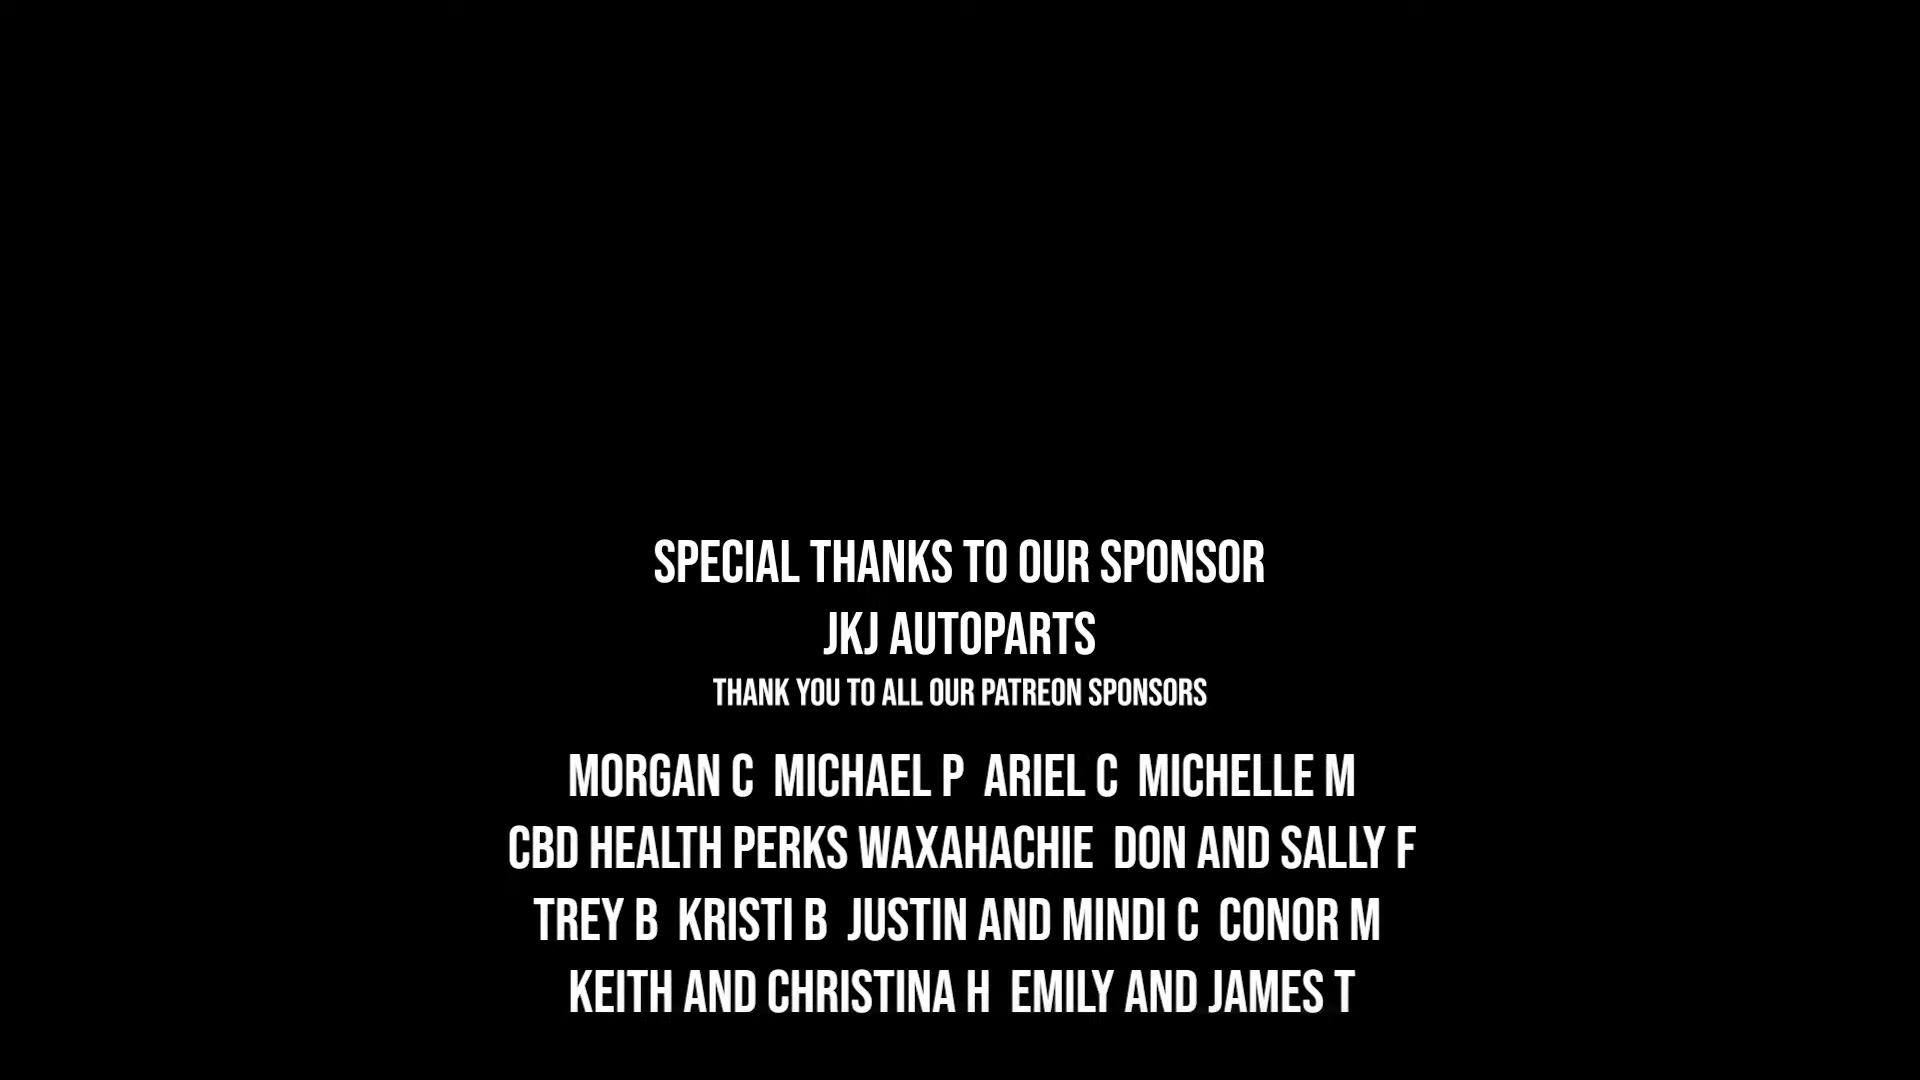 SPECIAL THANKS TO OUR SPONSOR
JKJ AUTOPARTS
THANK YOU TO ALL OUR PATREON SPONSORS
MORGAN C  MICHAEL P  ARIEL C  MICHELLE M
CBD HEALTH PERKS WAXAHACHIE  DON AND SALLY F
TREY B  KRISTI B  JUSTIN AND MINDI C  CONOR M
KEITH AND CHRISTINA H  EMILY AND JAMES T